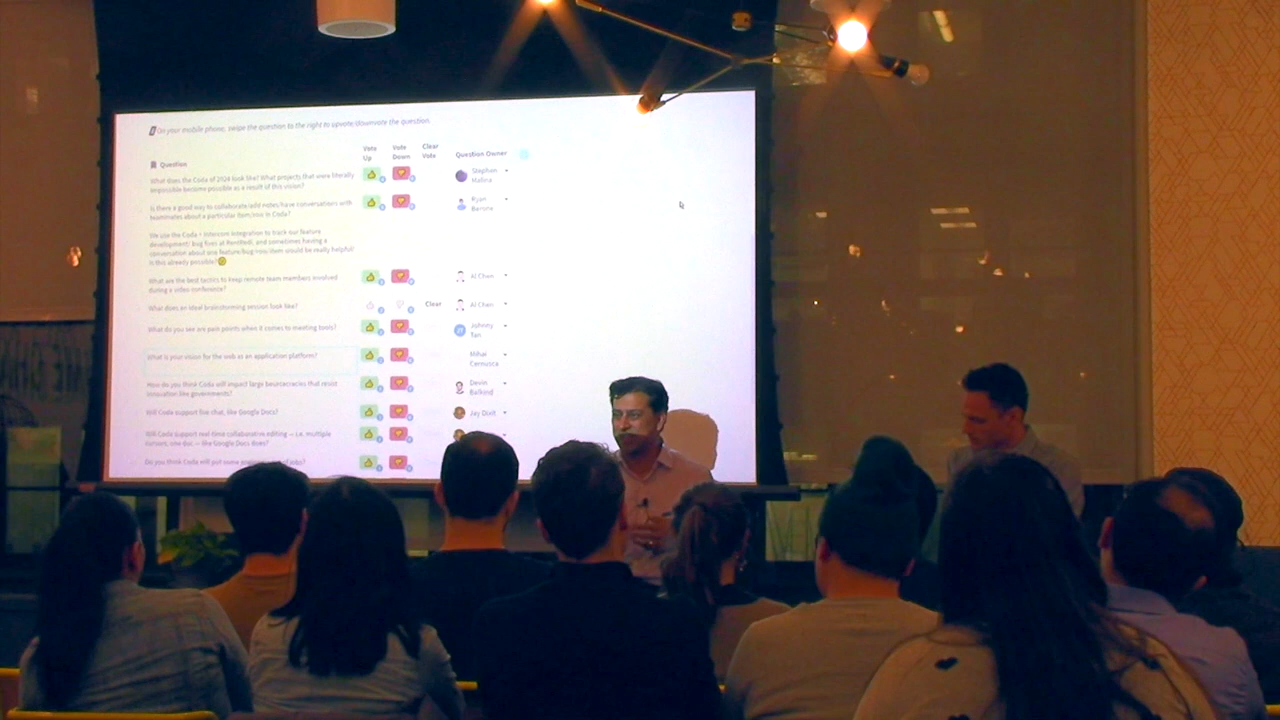 On your mobile phone, swipe the question to the right to upvote/downvote the question.
Vote Up
Vote Down
Clear Vote
Question
Question Owner
What does the Coda of 2024 look like? What projects that were literally
impossible become possible as a result of this vision?
Stephen
Malina
Is there a good way to collaborate/add notes/have conversations with
teammates about a particular item/row in Coda?
Ryan
We use the Coda + Intercom integration to track our feature
development/ bug fixes at RentRedi, and sometimes having a
conversation about one feature/bug row/item would be really helpful!
Is this already possible?
What are the best tactics to keep remote team members involved
during a video conference?
Al Chen
What does an ideal brainstorming session look like?
Clear
Al Chen
What do you see are pain points when it comes to meeting tools?
JT
Johnny
Tan
What is your vision for the web as an application platform?
Mihai
Cernusca
How do you think Coda will impact large beurocracies that resist
innovation like governments?
Devin
Balkind
Will Coda support live chat, like Google Docs?
Jay Dixit
Will Coda support real-time collaborative editing — i.e. multiple
cursors, one doc — like Google Docs does?
Do you think Coda will put some of jobs?